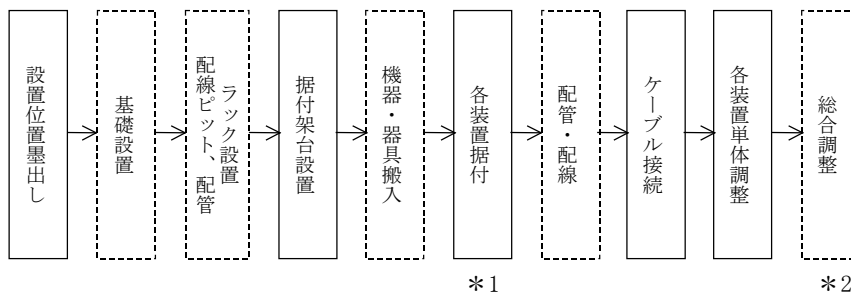 設置位置墨出し
基礎設置
配線ピット、配管
ラック設置
据付架台設置
機器・器具搬入
各装置据付
配管・配線
ケーブル接続
各装置単体調整
総合調整
＊1
＊2